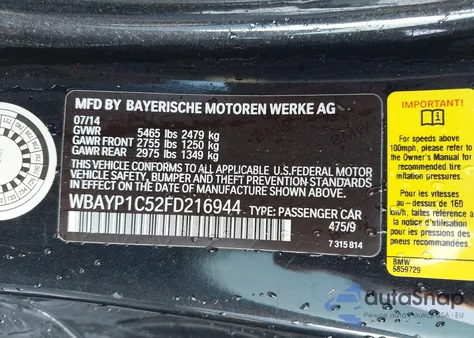 MFD BY BAYERISCHE MOTOREN WERKE AG
07/14
GVWR 5465 lbs 2479 kg
GAWR FRONT 2755 lbs 1250 kg
GAWR REAR 2975 lbs 1349 kg
THIS VEHICLE CONFORMS TO ALL APPLICABLE U.S.FEDERAL MOTOR
VEHICLE SAFETY, BUMPER AND THEFT PREVENTION STANDARDS
IN EFFECT ON THE DATE OF MANUFACTURE SHOWN ABOVE.
WBAYP1C52FD216944 TYPE: PASSENGER CAR
475/9
7 315 814
IMPORTANT!
For speeds above
100mph, please refer to
the Owner's Manual for
recommended tire
inflation pressures.
Pour les vitesses
au-dessus de 160
km/h, faites référence à
la notice d'utilisation
pour les pressions des
pneus
BMW
6859729
autoSnap